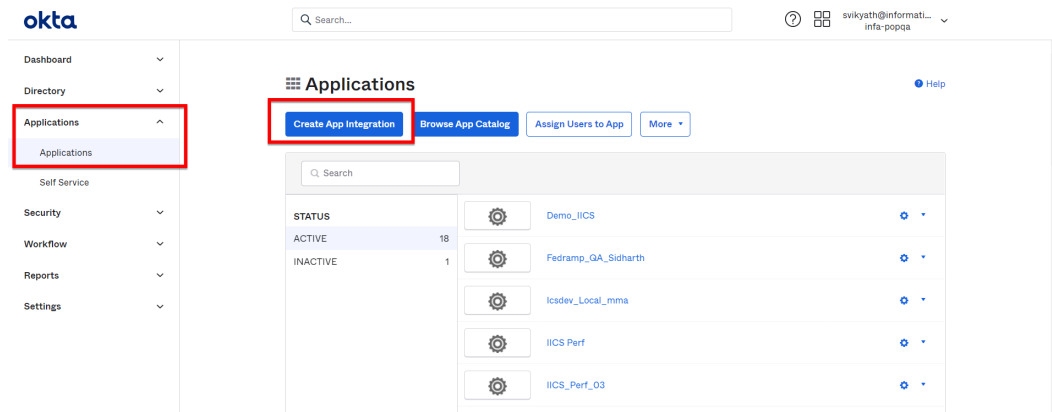 okta
Search...
svikyath@informati...
infa-popqa
Dashboard
Directory
Applications
Applications
Self Service
Security
Workflow
Reports
Settings
Applications
Help
Create App Integration
Browse App Catalog
Assign Users to App
More
Search
STATUS
ACTIVE 18
INACTIVE 1
Demo_IICS
Fedramp_QA_Sidharth
Icsdev_Local_mma
IICS Perf
IICS_Perf_03